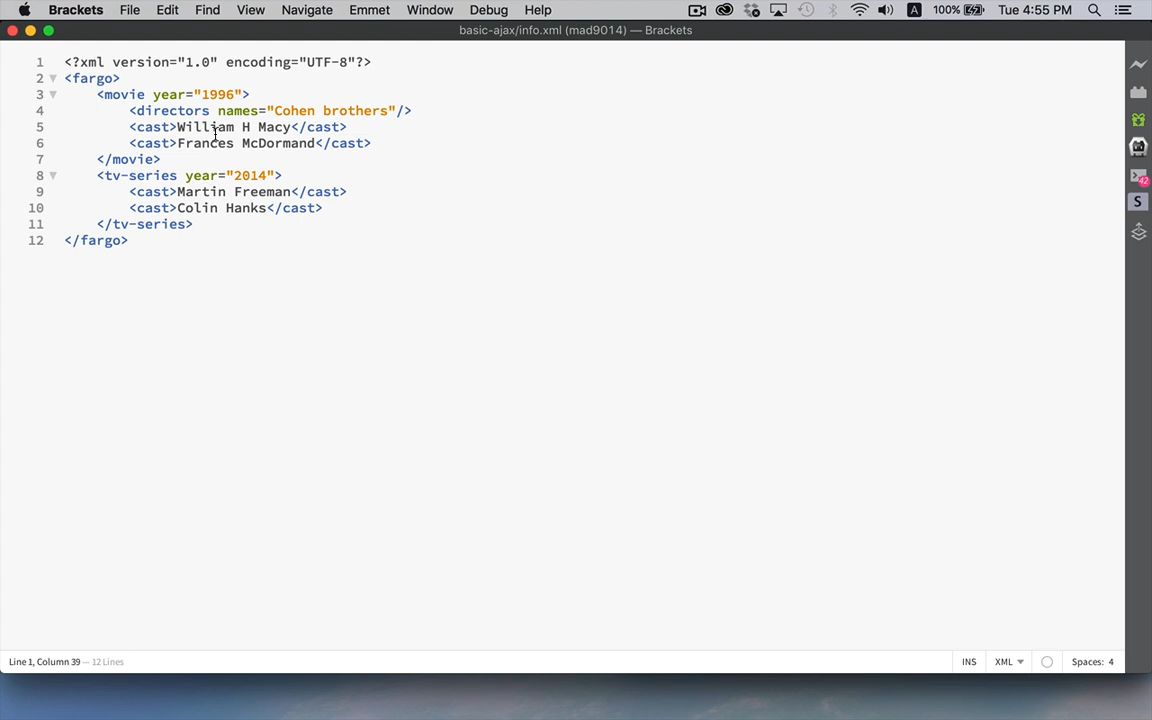 Brackets File Edit Find View Navigate Emmet Window Debug Help A 100% Tue 4:55 PM
basic-ajax/info.xml (mad9014) — Brackets
1 <?xml version="1.0" encoding="UTF-8"?>
2 <fargo>
3 <movie year="1996">
4 <directors names="Cohen brothers"/>
5 <cast>William H Macy</cast>
6 <cast>Frances McDormand</cast>
7 </movie>
8 <tv-series year="2014">
9 <cast>Martin Freeman</cast>
10 <cast>Colin Hanks</cast>
11 </tv-series>
12 </fargo>
42
S
Line 1, Column 39 — 12 Lines INS XML Spaces: 4